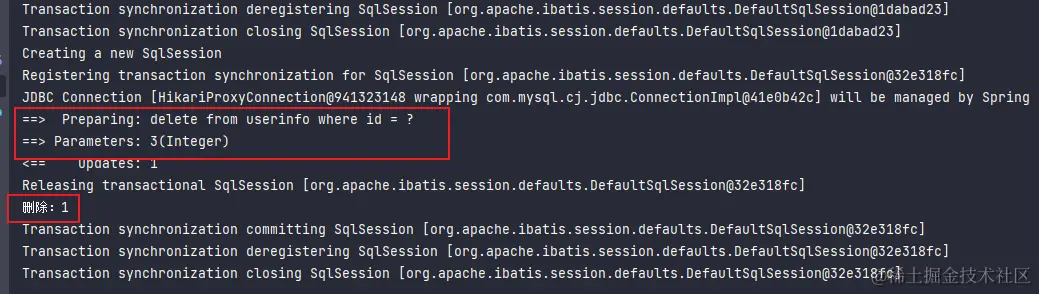 Transaction synchronization deregistering SqlSession [org.apache.ibatis.session.defaults.DefaultSqlSession@1dabad23]
Transaction synchronization closing SqlSession [org.apache.ibatis.session.defaults.DefaultSqlSession@1dabad23]
Creating a new SqlSession
Registering transaction synchronization for SqlSession [org.apache.ibatis.session.defaults.DefaultSqlSession@32e318fc]
JDBC Connection [HikariProxyConnection@941323148 wrapping com.mysql.cj.jdbc.ConnectionImpl@41e0b42c] will be managed by Spring
==>  Preparing: delete from userinfo where id = ?
==> Parameters: 3(Integer)
<==    Updates: 1
Releasing transactional SqlSession [org.apache.ibatis.session.defaults.DefaultSqlSession@32e318fc]
删除：1
Transaction synchronization committing SqlSession [org.apache.ibatis.session.defaults.DefaultSqlSession@32e318fc]
Transaction synchronization deregistering SqlSession [org.apache.ibatis.session.defaults.DefaultSqlSession@32e318fc]
Transaction synchronization closing SqlSession [org.apache.ibatis.session.defaults.DefaultSqlSession@32e318fc]
@稀土掘金技术社区